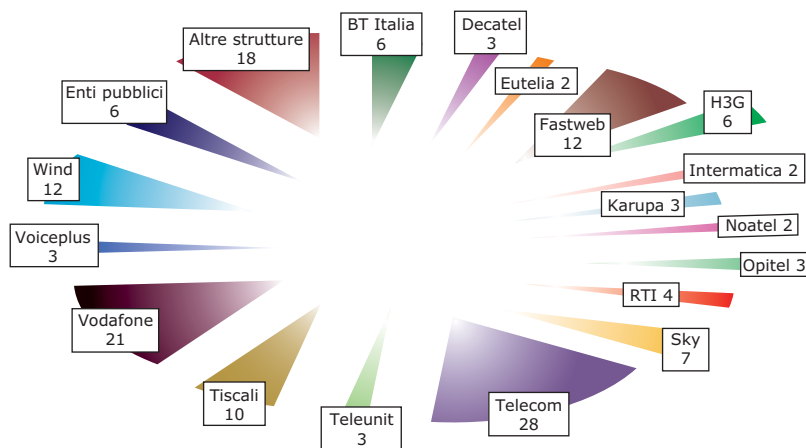 Altre strutture
18
BT Italia
6
Decatel
3
Eutelia 2
Enti pubblici
6
Fastweb
12
H3G
6
Wind
12
Intermatica 2
Karupa 3
Noatel 2
Voiceplus
3
Opitel 3
RTI 4
Vodafone
21
Sky
7
Tiscali
10
Teleunit
3
Telecom
28